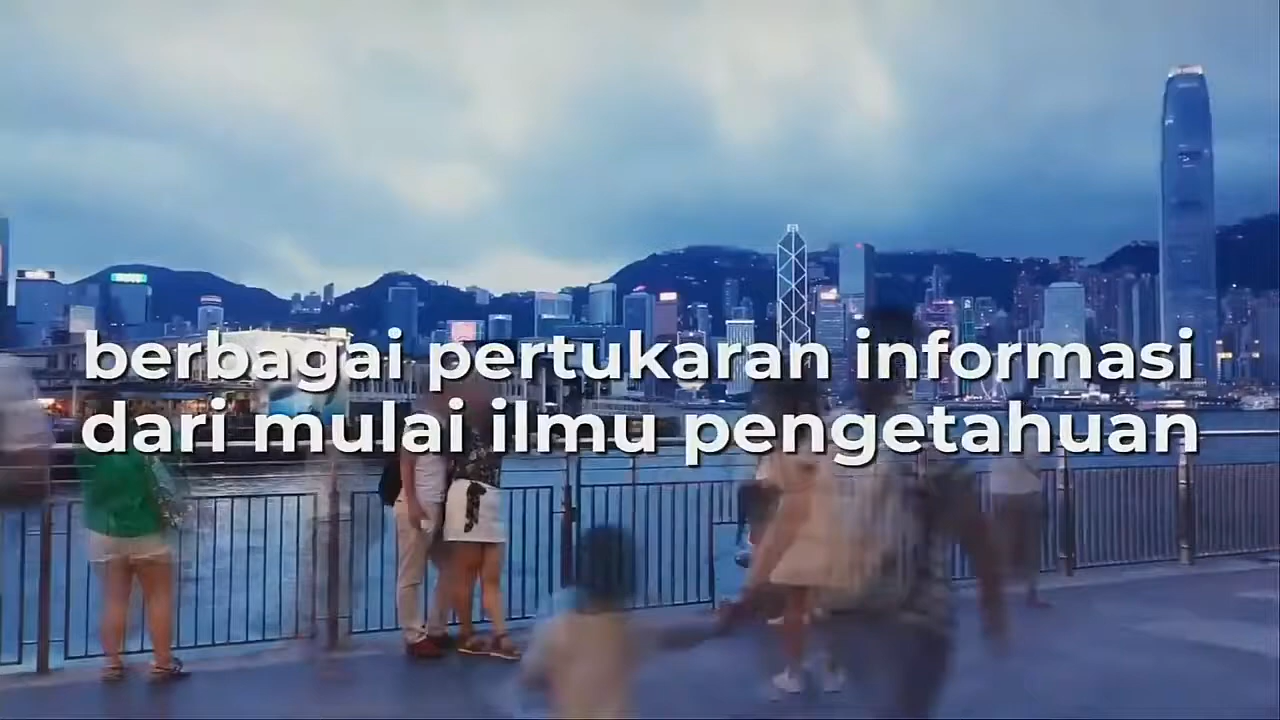 berbagai pertukaran informasi
dari mulai ilmu pengetahuan